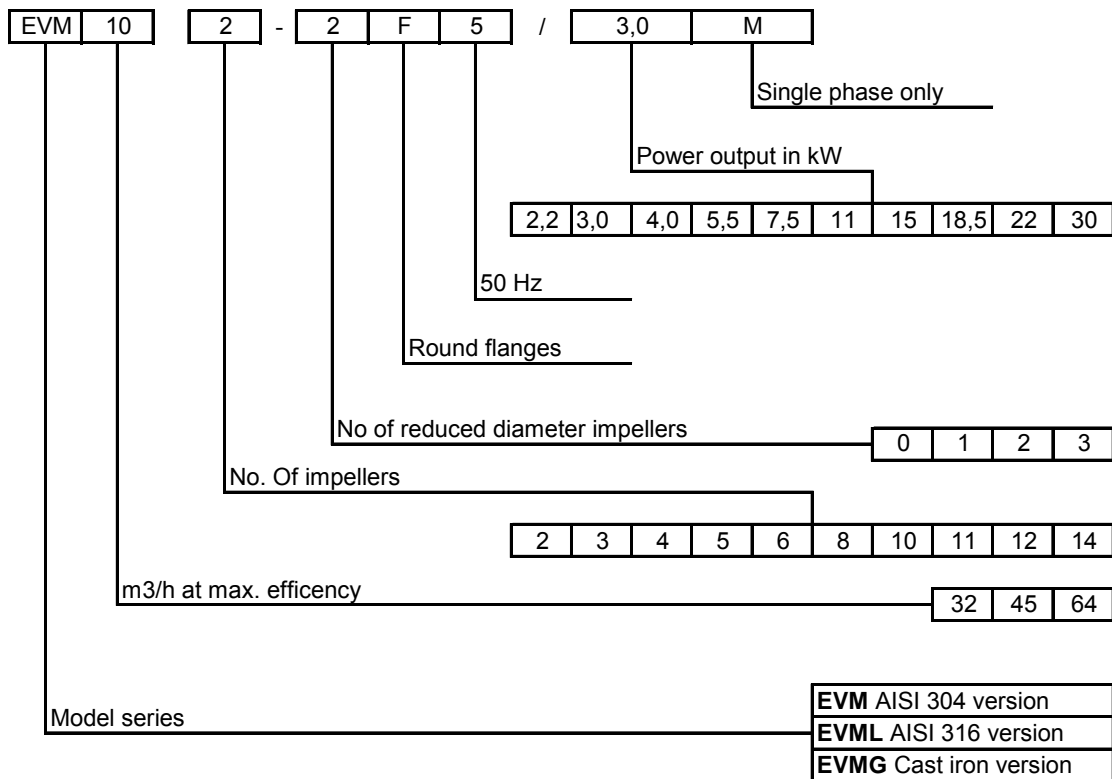 EVM 10 2 - 2 F 5 / 3,0 M
Single phase only
Power output in kW
2,2 3,0 4,0 5,5 7,5 11 15 18,5 22 30
50 Hz
Round flanges
No of reduced diameter impellers
0 1 2 3
No. Of impellers
2 3 4 5 6 8 10 11 12 14
m3/h at max. efficency
32 45 64
EVM AISI 304 version
Model series
EVML AISI 316 version
EVMG Cast iron version